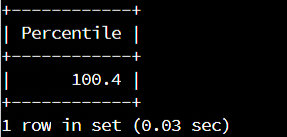 +------------+
| Percentile |
+------------+
|      100.4 |
+------------+
1 row in set (0.03 sec)